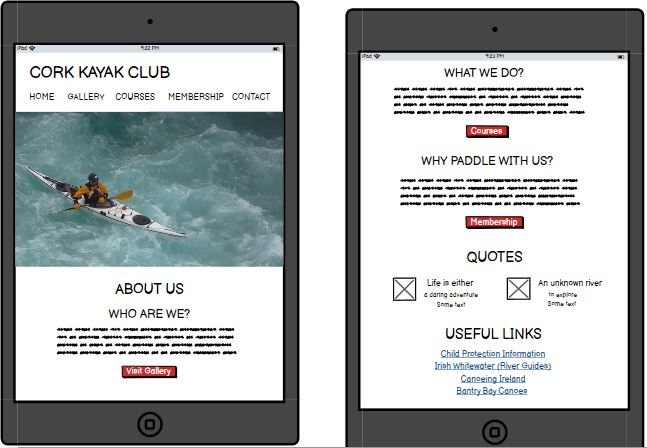 iPad 9:22 PM
CORK KAYAK CLUB
HOME GALLERY COURSES MEMBERSHIP CONTACT
ABOUT US
WHO ARE WE?
Visit Gallery
iPad 9:23 PM
WHAT WE DO?
Courses
WHY PADDLE WITH US?
Membership
QUOTES
Life is either
a daring adventure
Some text
An unknown river
to explore
Some text
USEFUL LINKS
Child Protection Information
Irish Whitewater (River Guides)
Canoeing Ireland
Bantry Bay Canoes